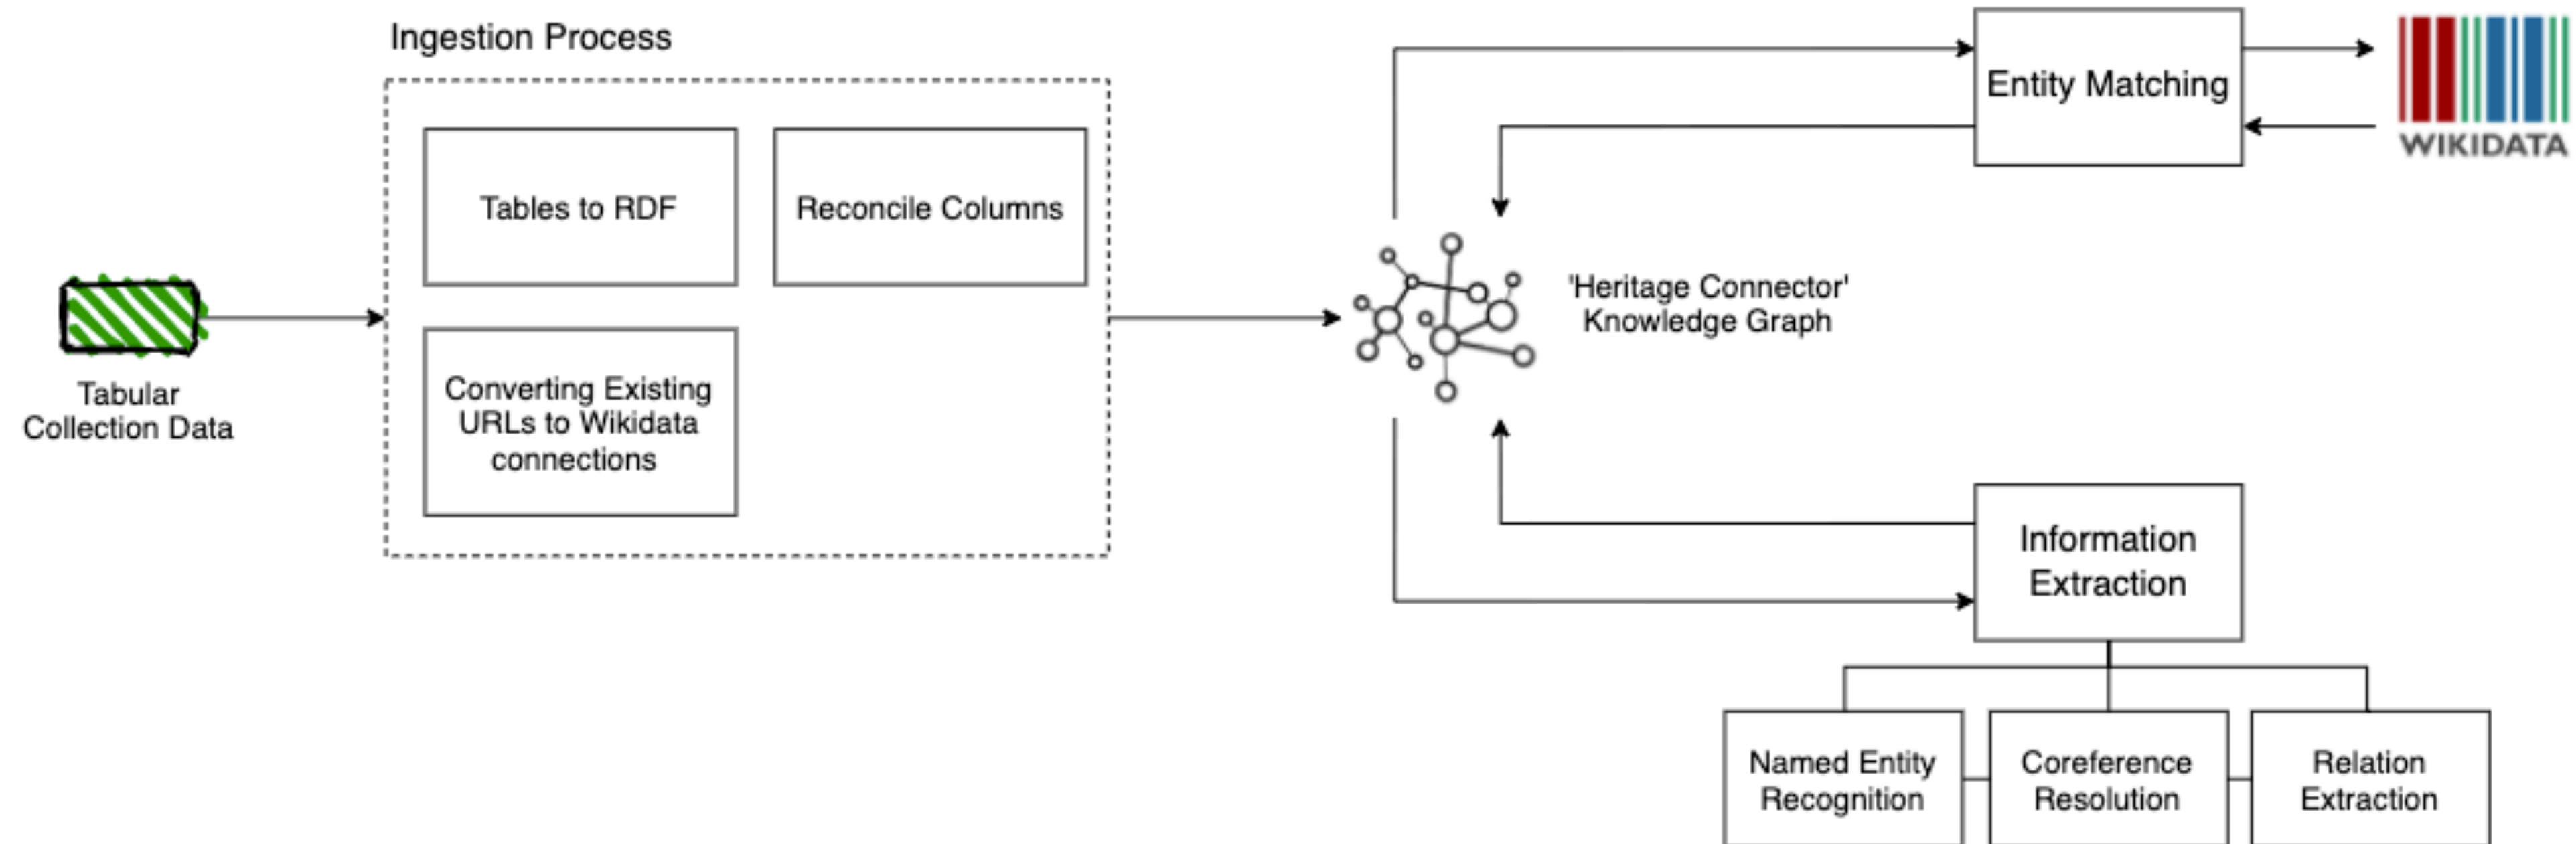 Ingestion Process
Tables to RDF
Reconcile Columns
Converting Existing
URLs to Wikidata
connections
Tabular
Collection Data
Entity Matching
WIKIDATA
'Heritage Connector'
Knowledge Graph
Information
Extraction
Named Entity
Recognition
Coreference
Resolution
Relation
Extraction